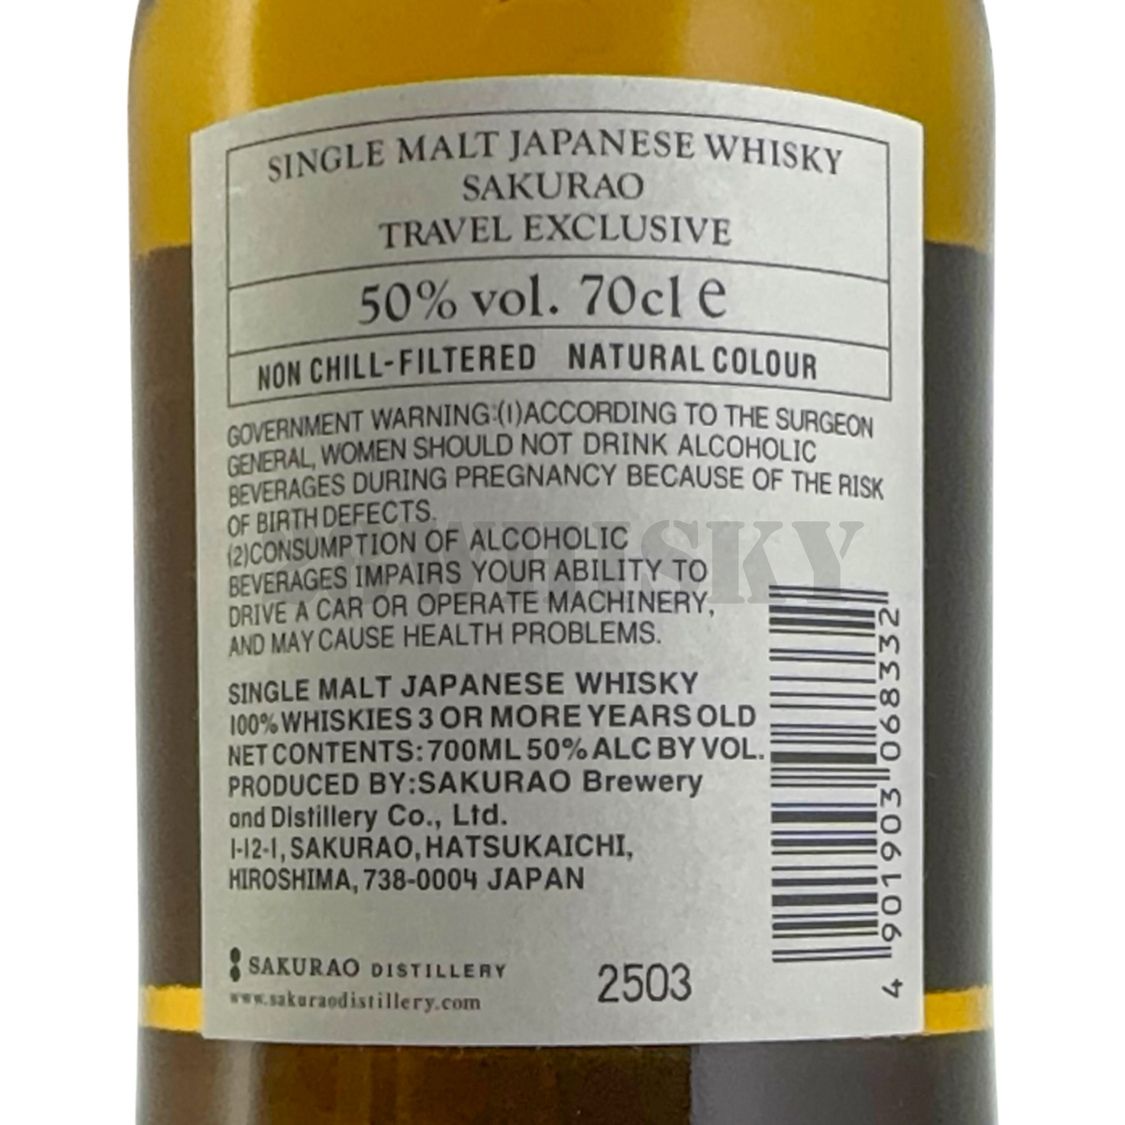 SINGLE MALT JAPANESE WHISKY
SAKURAO
TRAVEL EXCLUSIVE
50% vol. 70cl e
NON CHILL-FILTERED NATURAL COLOUR
GOVERNMENT WARNING:(1)ACCORDING TO THE SURGEON
GENERAL, WOMEN SHOULD NOT DRINK ALCOHOLIC
BEVERAGES DURING PREGNANCY BECAUSE OF THE RISK
OF BIRTH DEFECTS.
(2)CONSUMPTION OF ALCOHOLIC
BEVERAGES IMPAIRS YOUR ABILITY TO
DRIVE A CAR OR OPERATE MACHINERY,
AND MAY CAUSE HEALTH PROBLEMS.
SINGLE MALT JAPANESE WHISKY
100% WHISKIES 3 OR MORE YEARS OLD
NET CONTENTS: 700ML 50% ALC BY VOL.
PRODUCED BY:SAKURAO Brewery
and Distillery Co., Ltd.
1-12-1, SAKURAO, HATSUKAICHI,
HIROSHIMA, 738-0004 JAPAN
SAKURAO DISTILLERY
www.sakuraodistillery.com
2503
4 901903 068332